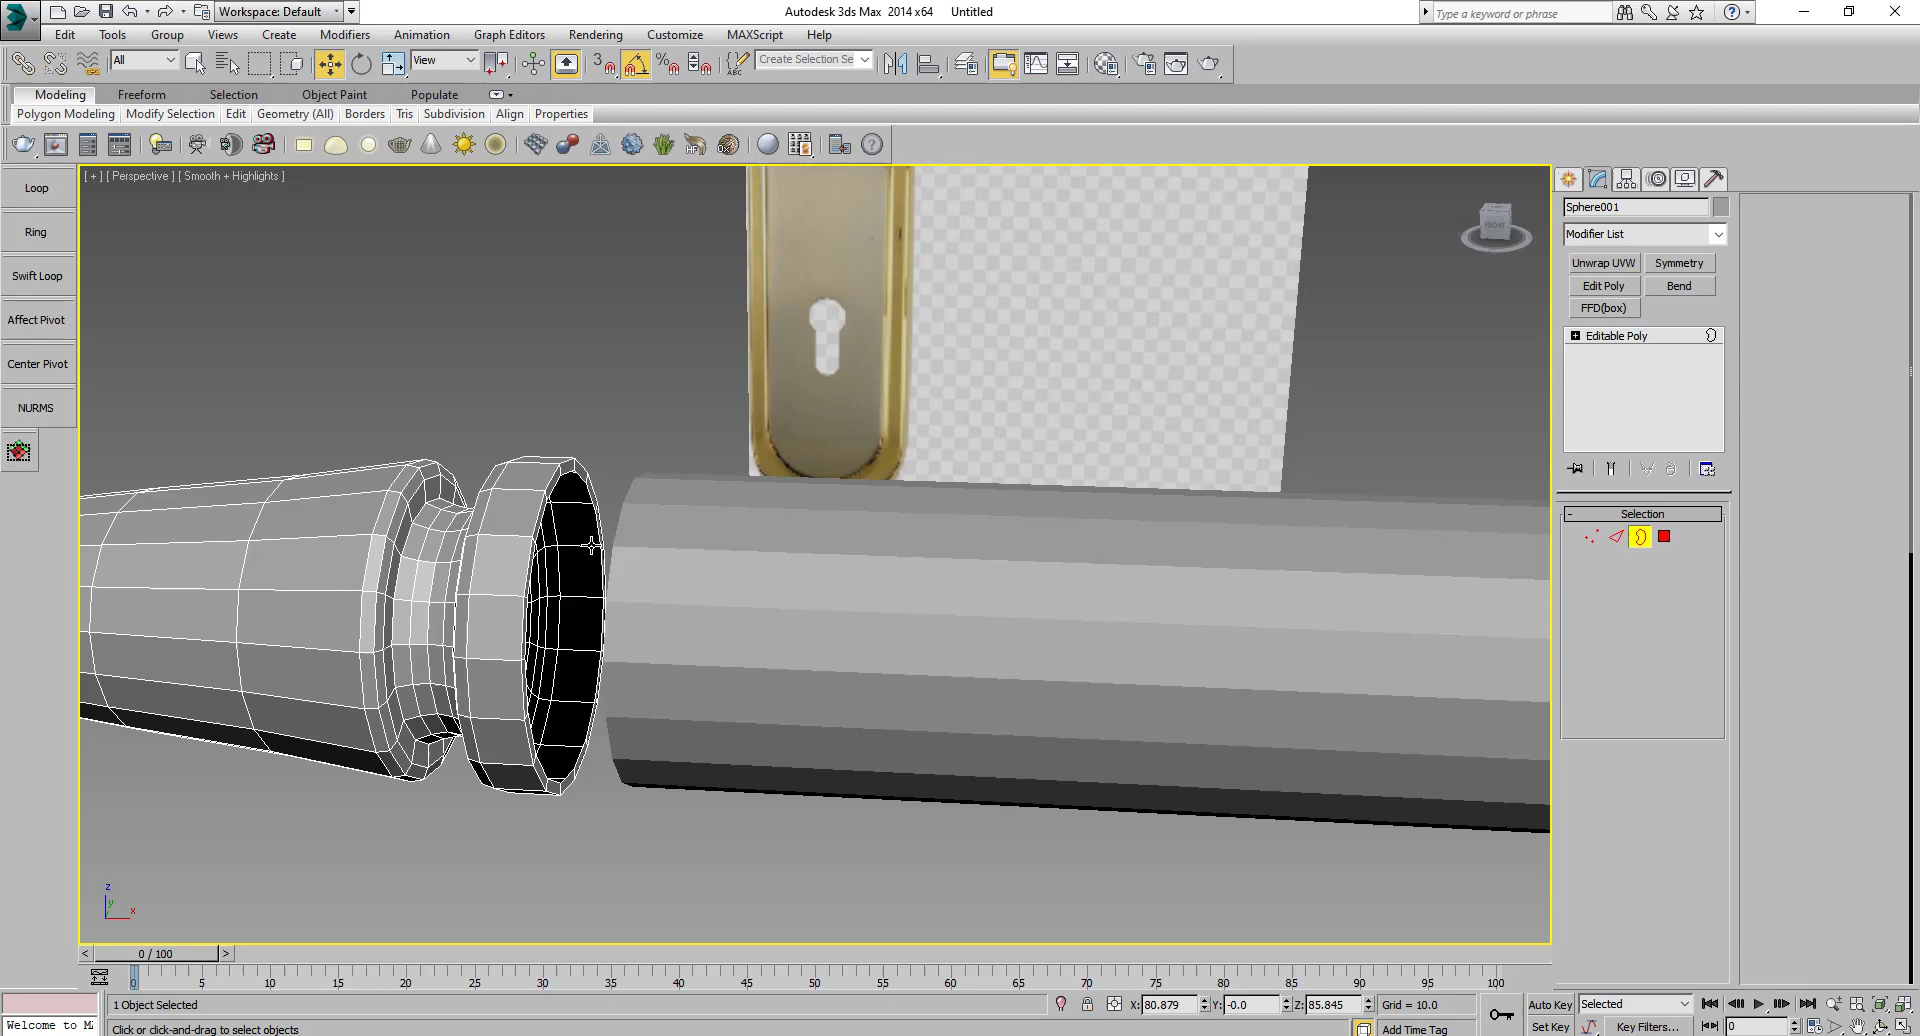 Workspace: Default
Autodesk 3ds Max 2014 x64 Untitled
Type a keyword or phrase
Edit Tools Group Views Create Modifiers Animation Graph Editors Rendering Customize MAXScript Help
All View 3 Create Selection Se
Modeling Freeform Selection Object Paint Populate
Polygon Modeling Modify Selection Edit Geometry (All) Borders Tris Subdivision Align Properties
[ + ] [ Perspective ] [ Smooth + Highlights ]
Loop
Ring
Swift Loop
Affect Pivot
Center Pivot
NURMS
FRONT
Sphere001
Modifier List
Unwrap UVW Symmetry
Edit Poly Bend
FFD(box)
Editable Poly
- Selection
z
y
x
< 0 / 100 >
0 5 10 15 20 25 30 35 40 45 50 55 60 65 70 75 80 85 90 95 100
1 Object Selected X: 80.879 Y: -0.0 Z: 85.845 Grid = 10.0 Auto Key Selected
Welcome to M Click or click-and-drag to select objects Add Time Tag Set Key Key Filters... 0